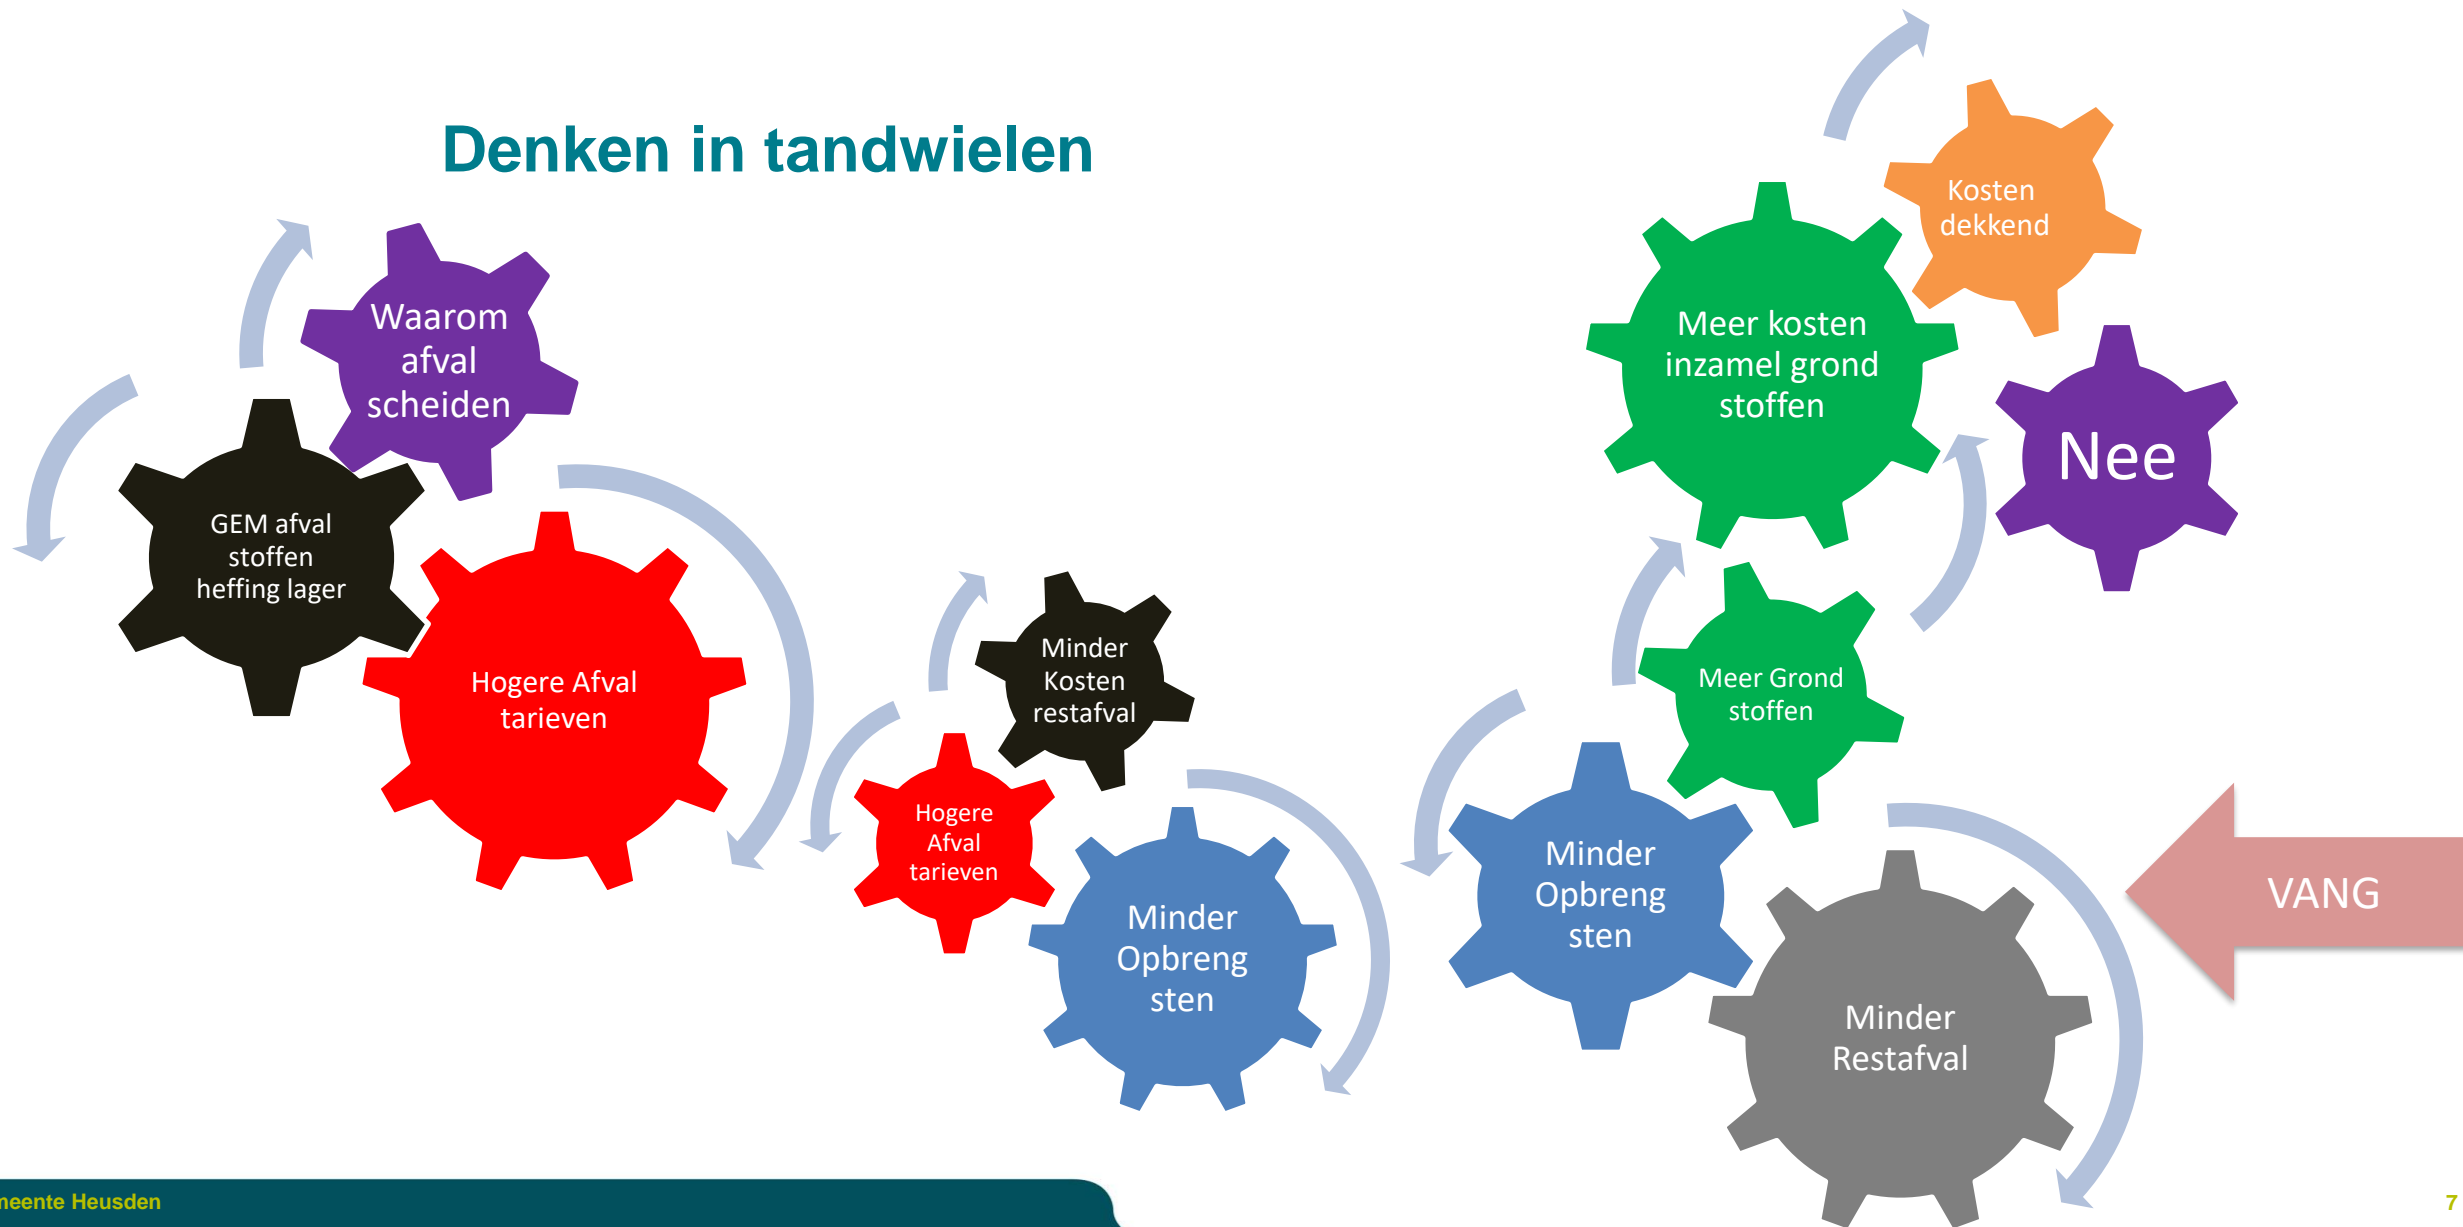 Denken in tandwielen
Waarom
afval
scheiden
GEM afval
stoffen
heffing lager
Hogere Afval
tarieven
Minder
Kosten
restafval
Hogere
Afval
tarieven
Minder
Opbreng
sten
Kosten
dekkend
Meer kosten
inzamel grond
stoffen
Nee
Meer Grond
stoffen
Minder
Opbreng
sten
Minder
Restafval
VANG
meente Heusden
7